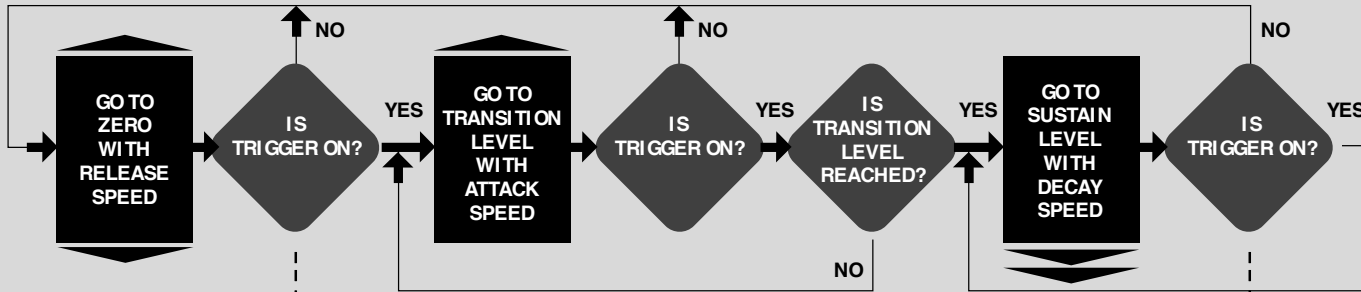 GO TO
ZERO
WITH
RELEASE
SPEED
IS
TRIGGER ON?
NO
YES
GO TO
TRANSITION
LEVEL
WITH
ATTACK
SPEED
IS
TRIGGER ON?
NO
YES
IS
TRANSITION
LEVEL
REACHED?
NO
YES
GO TO
SUSTAIN
LEVEL
WITH
DECAY
SPEED
IS
TRIGGER ON?
NO
YES